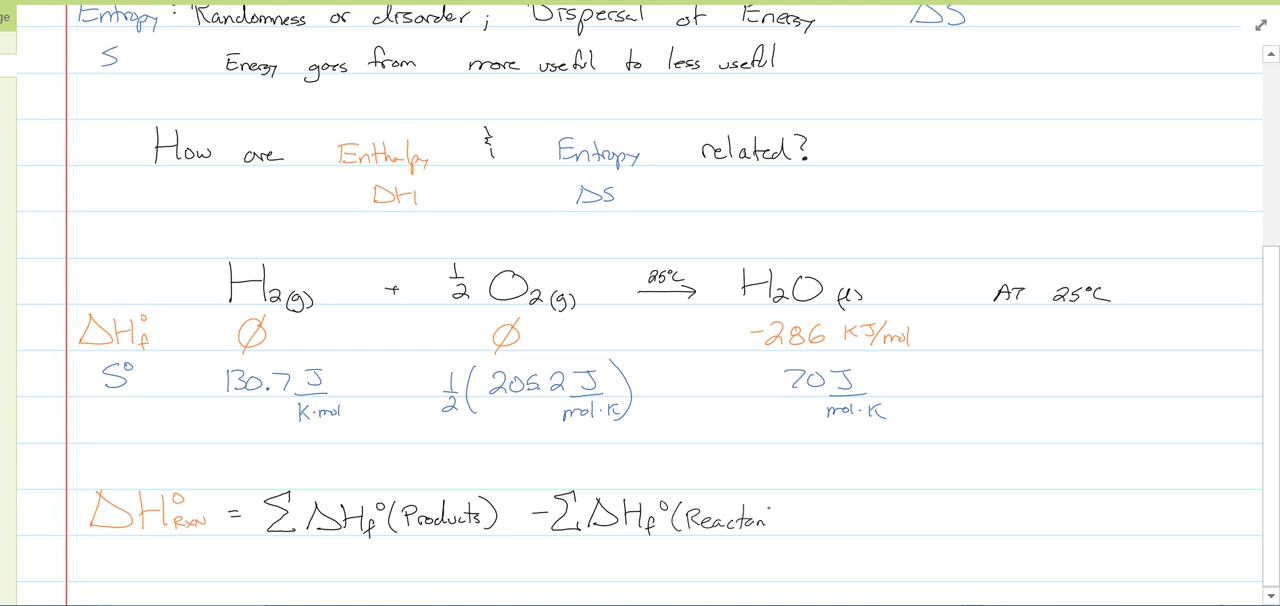 ge
Entropy : Randomness or disorder ; Dispersal of Energy ΔS
S Energy goes from more useful to less useful
How are Enthalpy & Entropy related?
ΔH ΔS
H₂(g) + 1/2 O₂(g) 25°C → H₂O (l) AT 25°C
ΔHf° Ø Ø -286 KJ/mol
S° 130.7 J/K·mol 1/2 (205.2 J/mol·K) 70 J/mol·K
ΔH°RXN = Σ ΔHf° (Products) - Σ ΔHf° (Reactan